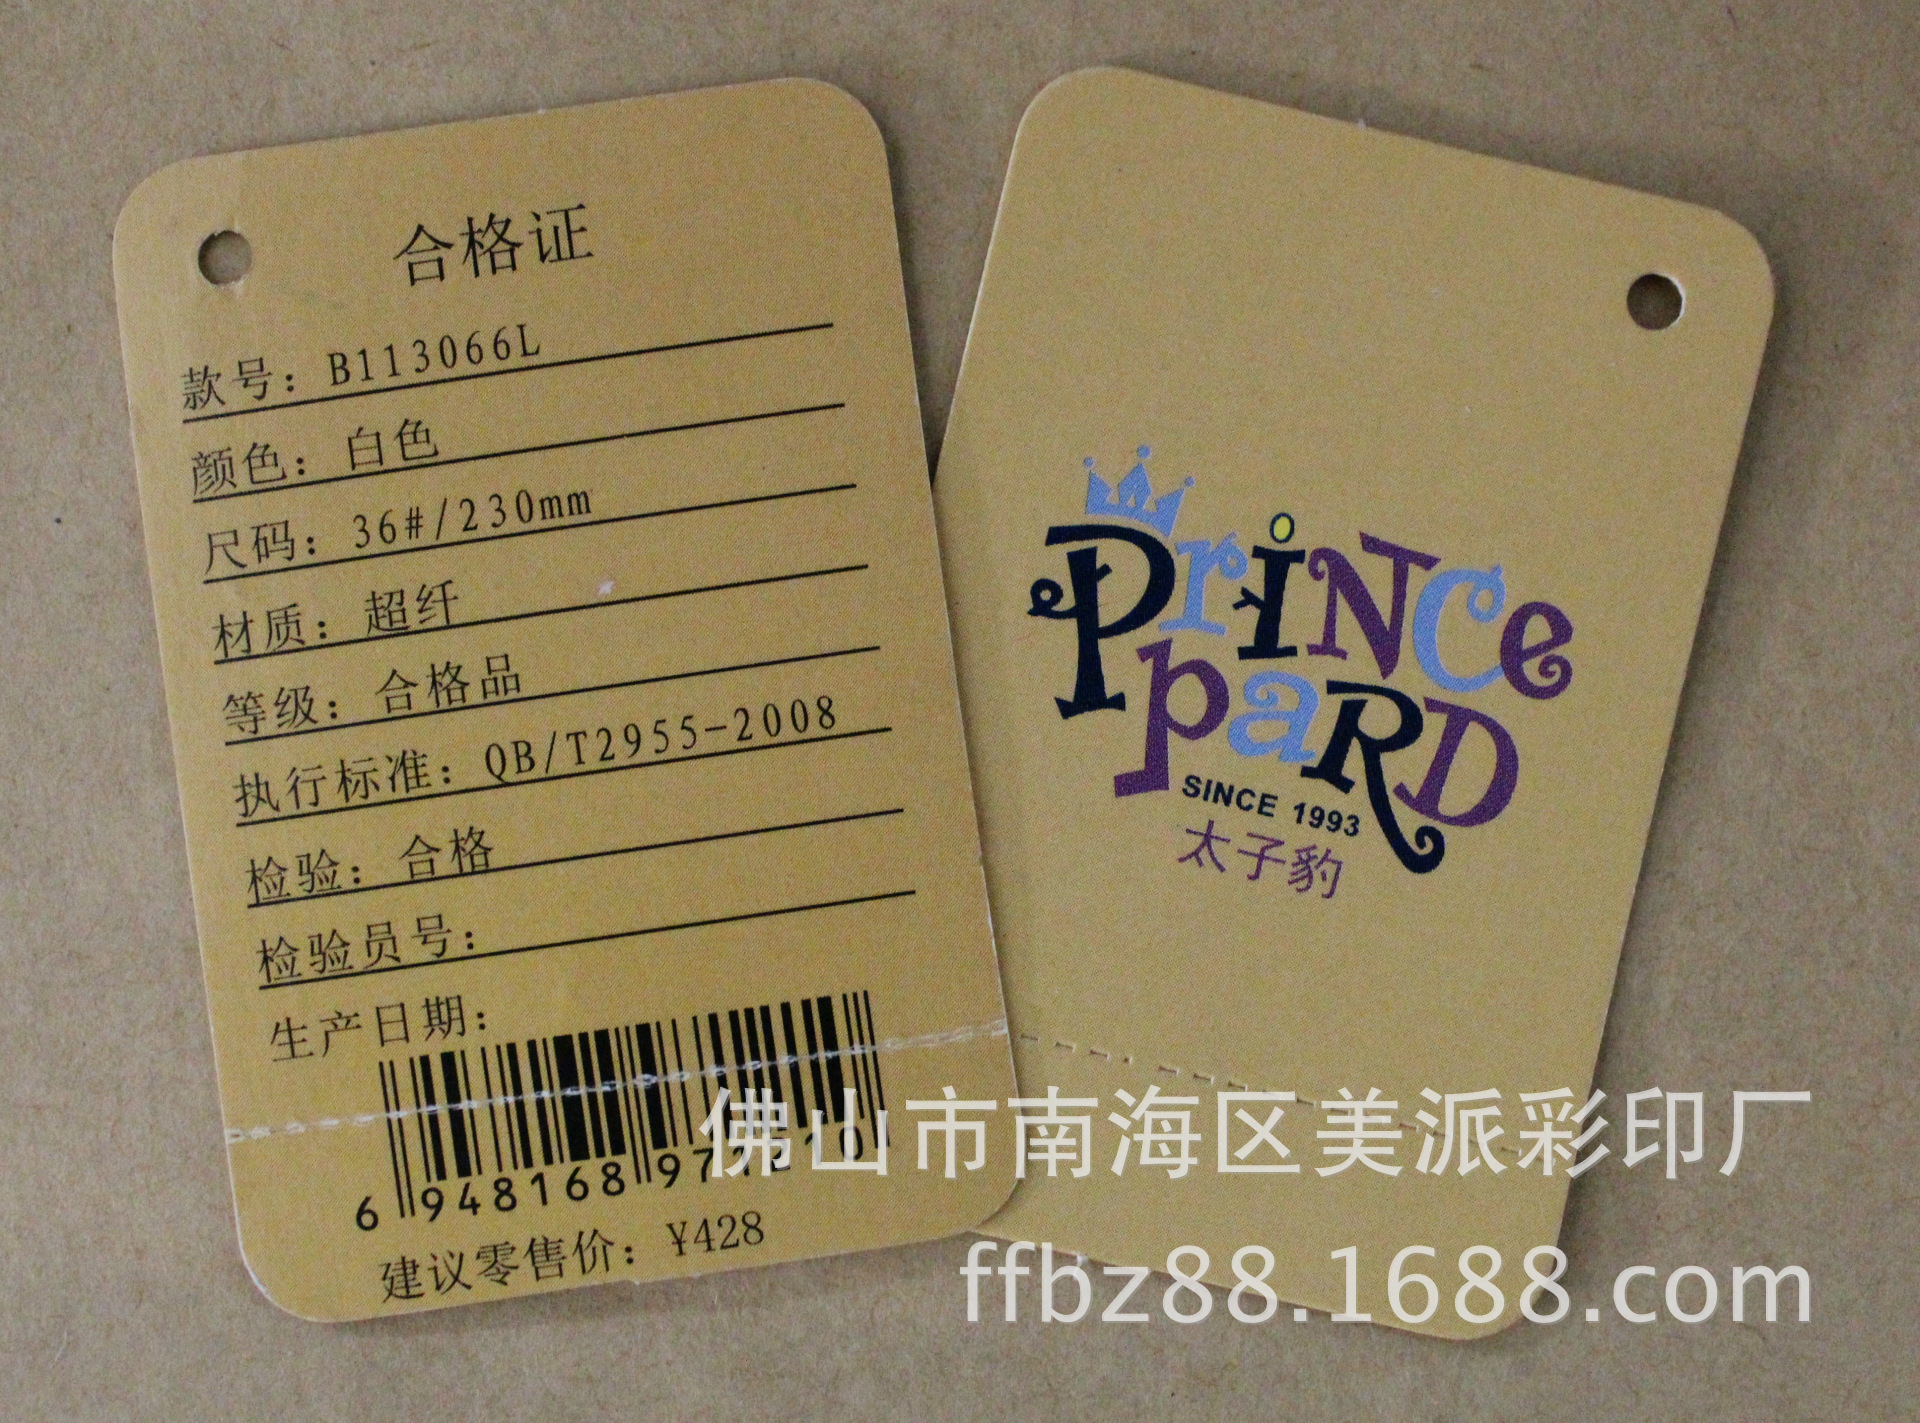 合格证
款号：B113066L
颜色：白色
尺码：36#/230mm
材质：超纤
等级：合格品
执行标准：QB/T2955-2008
检验：合格
检验员号：
生产日期：
6 948168
建议零售价：¥428
PRINCE
PARD
SINCE 1993
太子豹
佛山市南海区美派彩印厂
ffbz88.1688.com